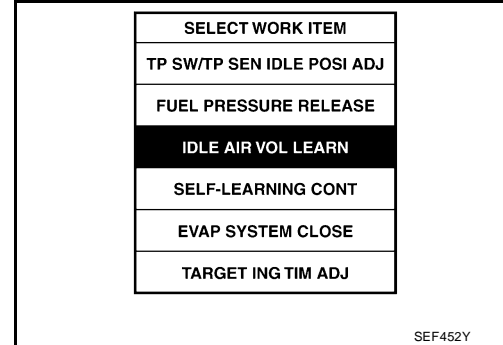 SELECT WORK ITEM
TP SW/TP SEN IDLE POSI ADJ
FUEL PRESSURE RELEASE
IDLE AIR VOL LEARN
SELF-LEARNING CONT
EVAP SYSTEM CLOSE
TARGET ING TIM ADJ
SEF452Y